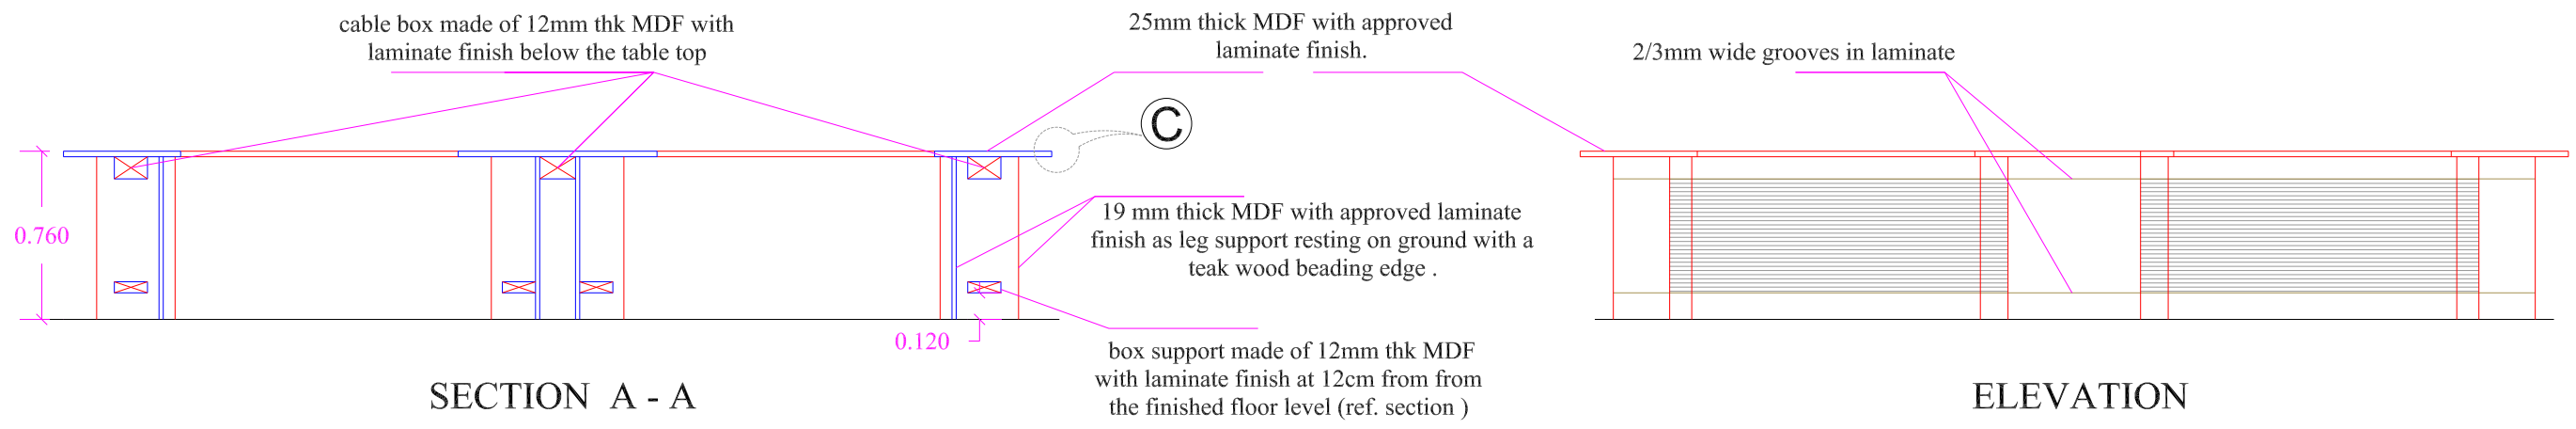 cable box made of 12mm thk MDF with
laminate finish below the table top
25mm thick MDF with approved
laminate finish.
2/3mm wide grooves in laminate
C
0.760
19 mm thick MDF with approved laminate
finish as leg support resting on ground with a
teak wood beading edge .
0.120
box support made of 12mm thk MDF
with laminate finish at 12cm from from
the finished floor level (ref. section )
SECTION A - A
ELEVATION